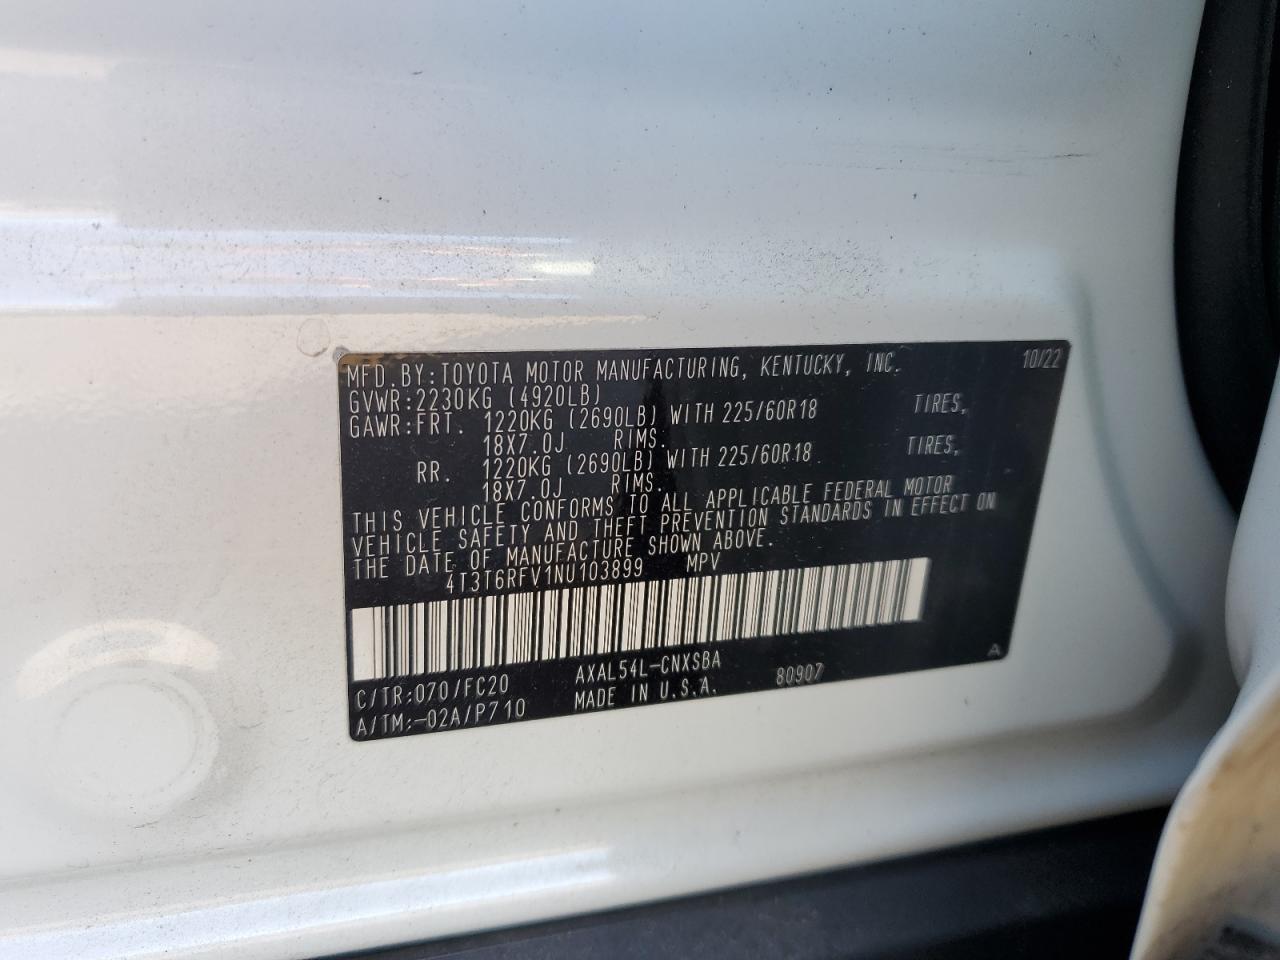 MFD. BY: TOYOTA MOTOR MANUFACTURING, KENTUCKY, INC. 10/22
GVWR: 2230KG (4920LB)
GAWR: FRT. 1220KG (2690LB) WITH 225/60R18 TIRES,
18X7.0J RIMS.
RR. 1220KG (2690LB) WITH 225/60R18 TIRES,
18X7.0J RIMS.
THIS VEHICLE CONFORMS TO ALL APPLICABLE FEDERAL MOTOR
VEHICLE SAFETY AND THEFT PREVENTION STANDARDS IN EFFECT ON
THE DATE OF MANUFACTURE SHOWN ABOVE.
4T3T6RFV1NU103899 MPV
C/TR: 070/FC20 AXAL54L-CNXSBA A
A/TM: -02A/P710 MADE IN U.S.A. 80907